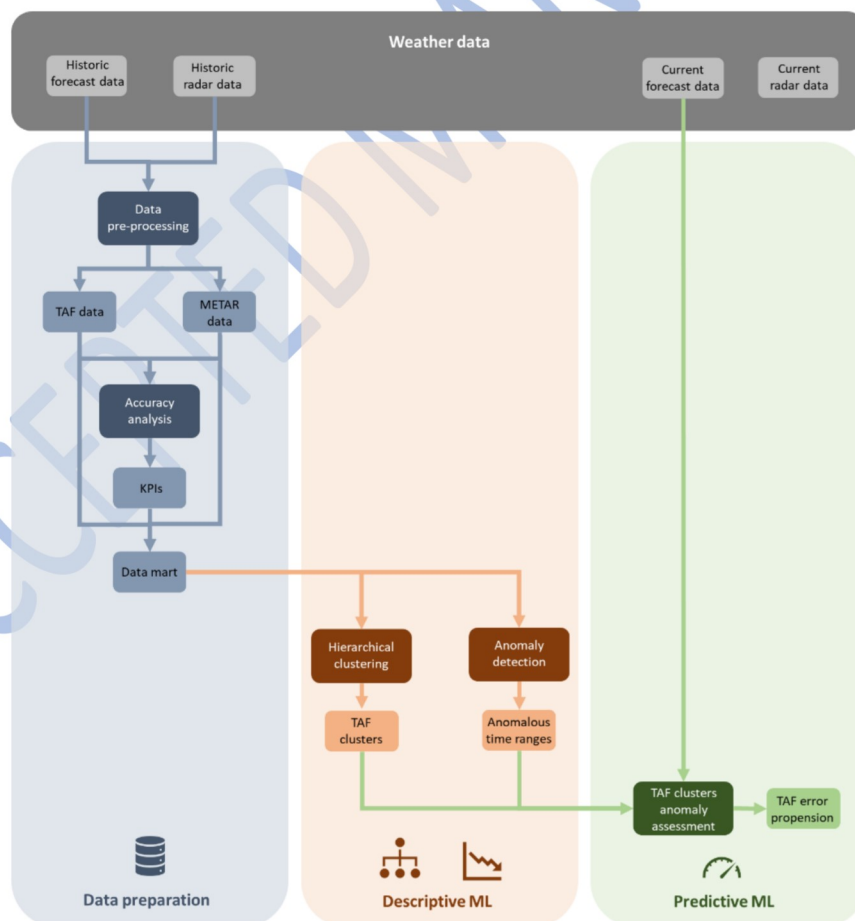 Weather data
Historic
forecast data
Historic
radar data
Current
forecast data
Current
radar data
Data
pre-processing
TAF data
METAR
data
Accuracy
analysis
KPIs
Data mart
Hierarchical
clustering
Anomaly
detection
TAF
clusters
Anomalous
time ranges
TAF clusters
anomaly
assessment
TAF error
propension
Data preparation
Descriptive ML
Predictive ML
CCEPTED M